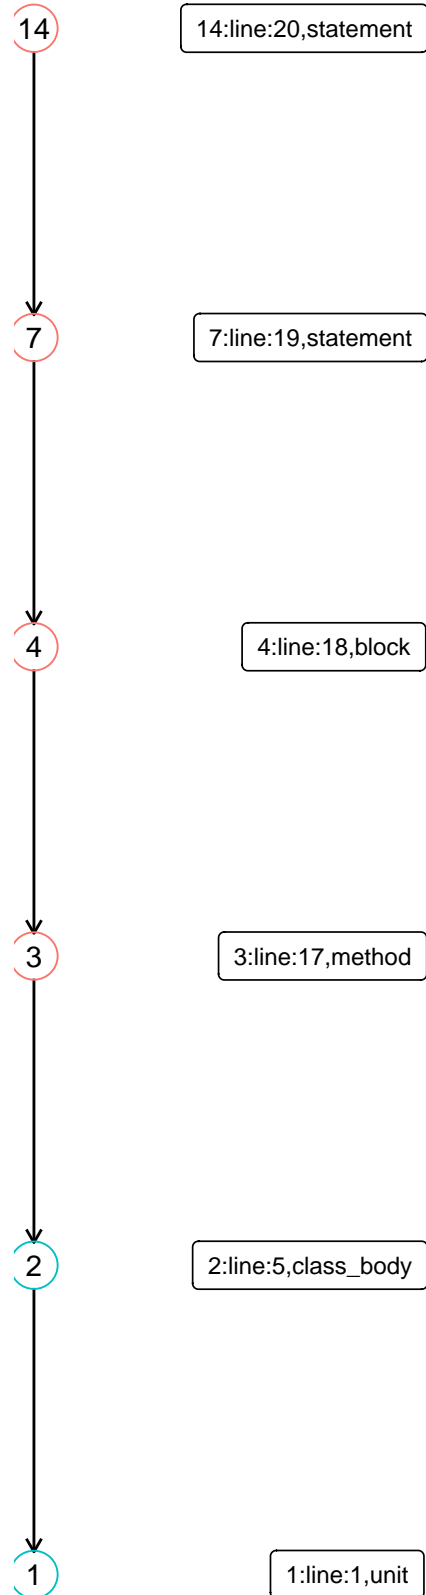 14 14:line:20,statement
7 7:line:19,statement
4 4:line:18,block
3 3:line:17,method
2 2:line:5,class_body
1 1:line:1,unit